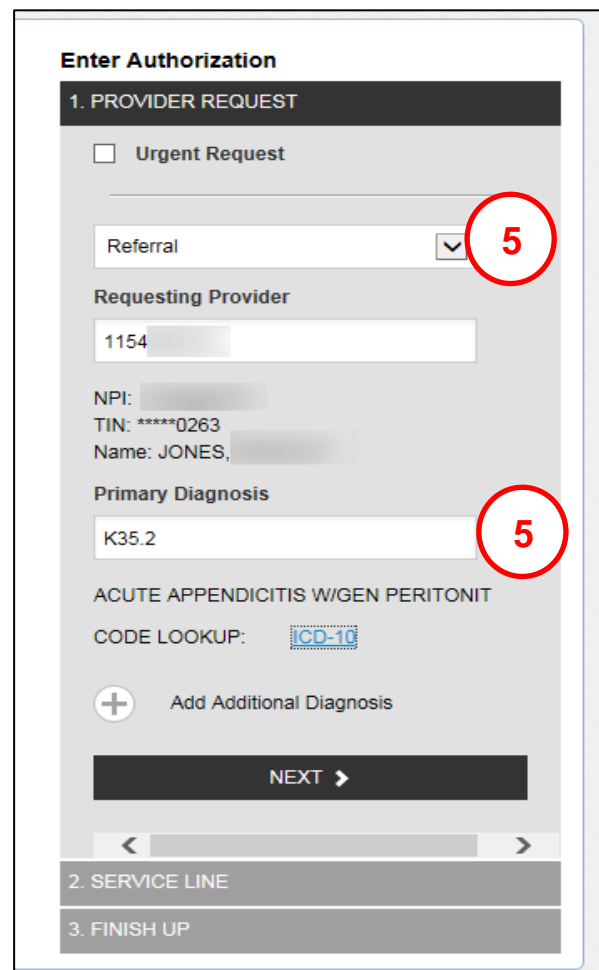 Enter Authorization
1. PROVIDER REQUEST
Urgent Request
Referral
5
Requesting Provider
1154
NPI:
TIN: *****0263
Name: JONES,
Primary Diagnosis
K35.2
5
ACUTE APPENDICITIS W/GEN PERITONIT
CODE LOOKUP: ICD-10
Add Additional Diagnosis
NEXT
2. SERVICE LINE
3. FINISH UP